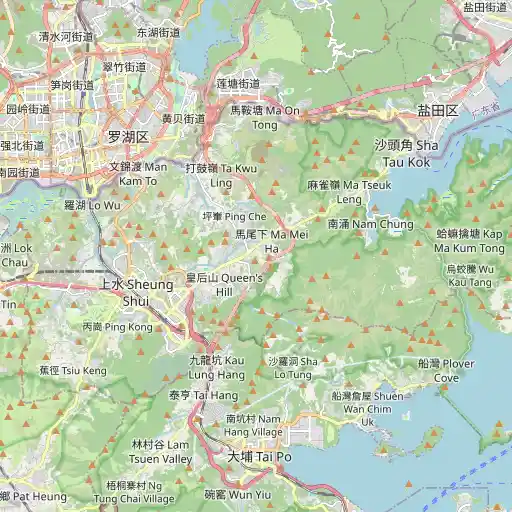 盐田街道
东湖街道
清水河街道
翠竹街道
笋岗街道
莲塘街道
园岭街道
黄贝街道
馬鞍塘 Ma On
Tong
盐田区
广东省
罗湖区
强北街道
沙頭角 Sha
Tau Kok
文錦渡 Man
Kam To
打鼓嶺 Ta Kwu
Ling
南园街道
麻雀嶺 Ma Tseuk
Leng
羅湖 Lo Wu
坪輋 Ping Che
南涌 Nam Chung
蛤蟆擒塘 Kap
Ma Kum Tong
馬尾下 Ma Mei
Ha
洲 Lok
Chau
烏蛟騰 Wu
Kau Tang
皇后山 Queen's
Hill
上水 Sheung
Shui
Tin
丙崗 Ping Kong
九龍坑 Kau
Lung Hang
沙羅洞 Sha
Lo Tung
船灣 Plover
Cove
蕉徑 Tsiu Keng
泰亨 Tai Hang
船灣詹屋 Shuen
Wan Chim
Uk
南坑村 Nam
Hang Village
林村谷 Lam
Tsuen Valley
大埔 Tai Po
梧桐寨村 Ng
Tung Chai Village
鄉 Pat Heung
碗窰 Wun Yiu